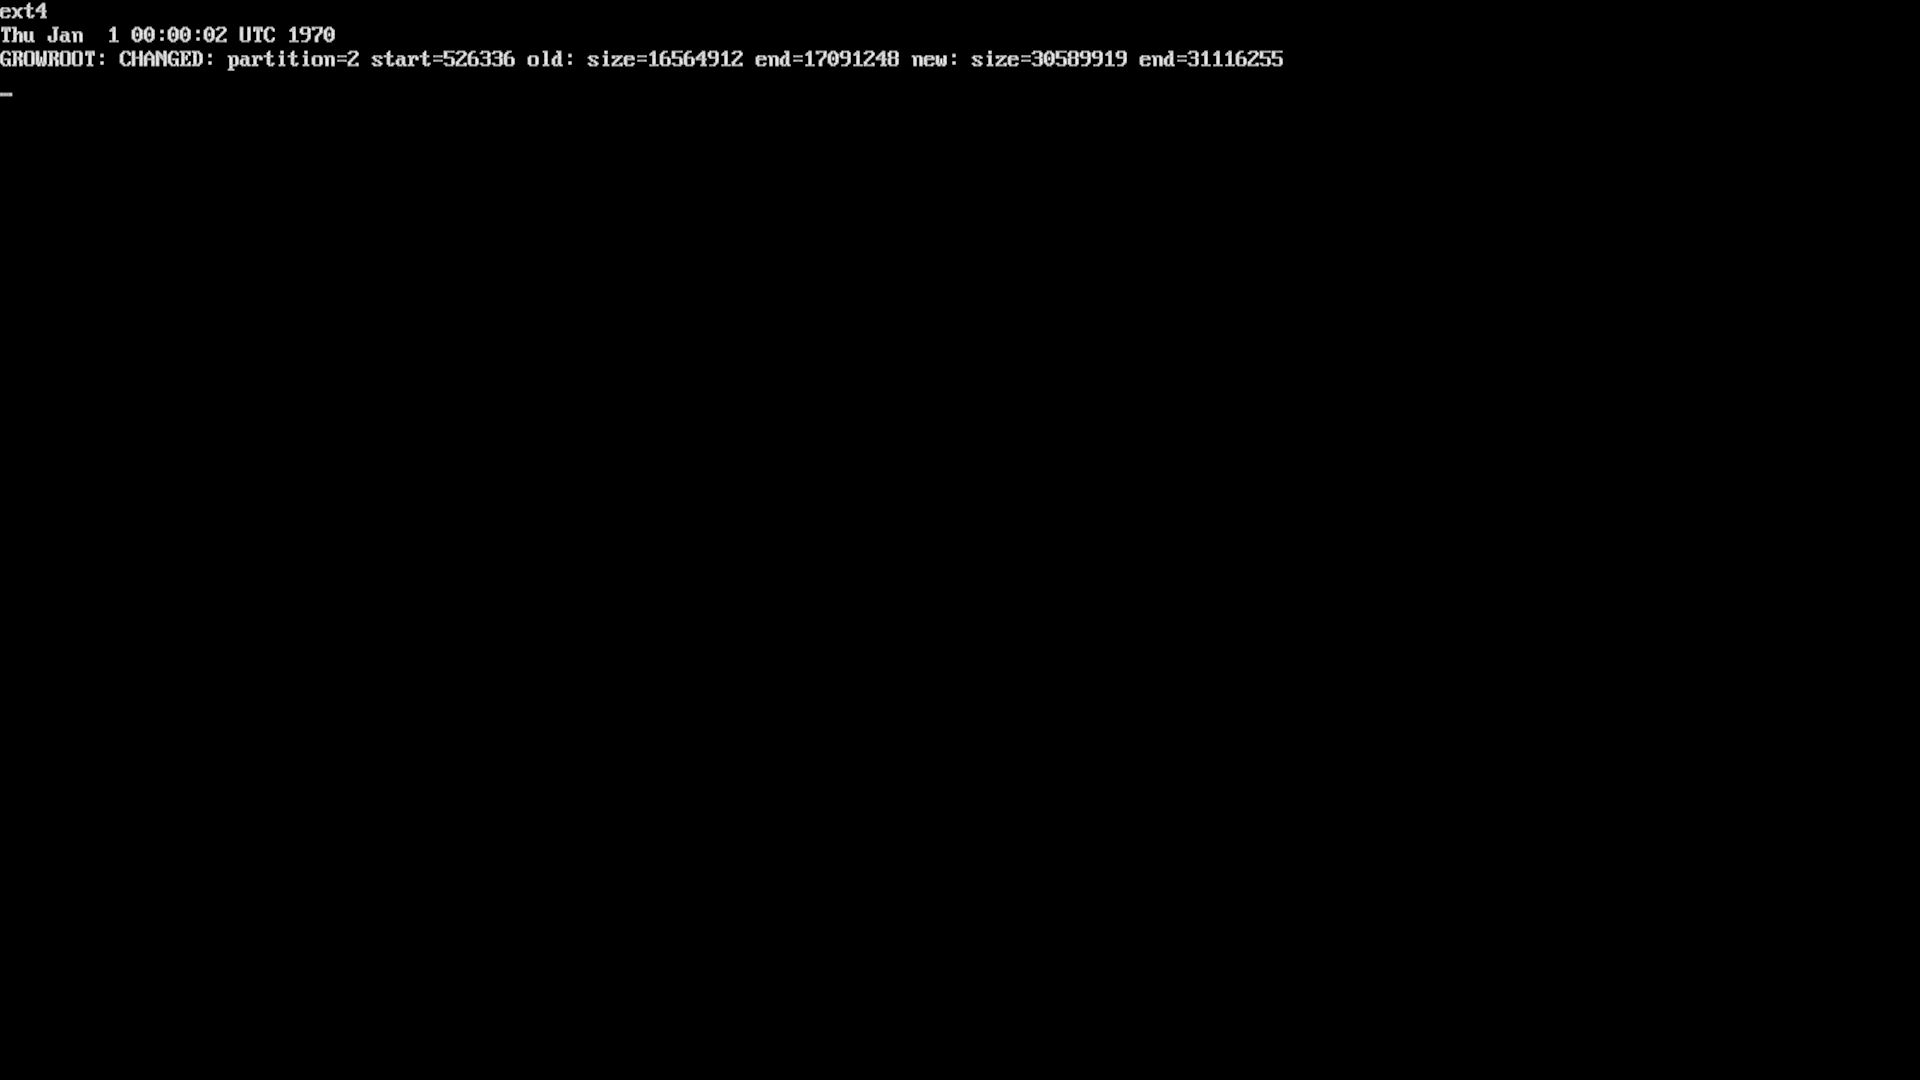 ext4
Thu Jan  1 00:00:02 UTC 1970
GROWROOT: CHANGED: partition=2 start=526336 old: size=16564912 end=17091248 new: size=30589919 end=31116255
_